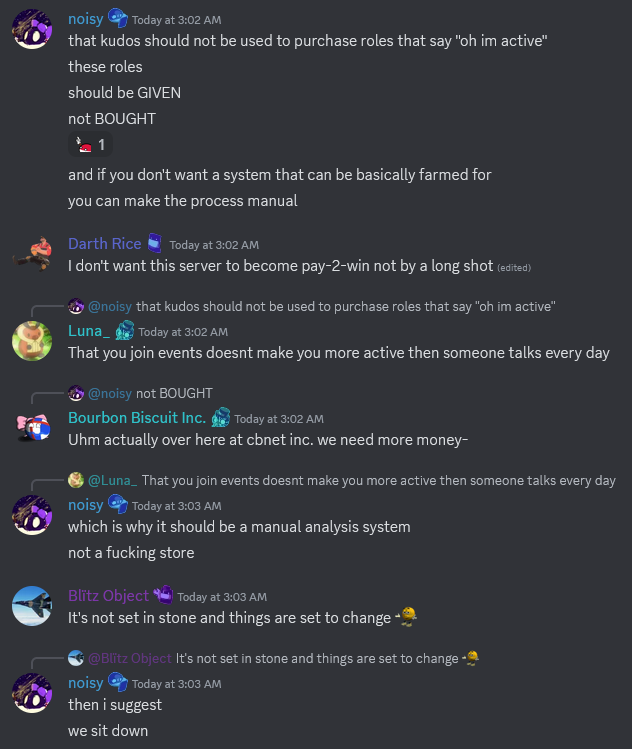 noisy Today at 3:02 AM
that kudos should not be used to purchase roles that say "oh im active"
these roles
should be GIVEN
not BOUGHT
1
and if you don't want a system that can be basically farmed for
you can make the process manual
Darth Rice Today at 3:02 AM
I don't want this server to become pay-2-win not by a long shot (edited)
@noisy that kudos should not be used to purchase roles that say "oh im active"
Luna_ Today at 3:02 AM
That you join events doesnt make you more active then someone talks every day
@noisy not BOUGHT
Bourbon Biscuit Inc. Today at 3:02 AM
Uhm actually over here at cbnet inc. we need more money-
@Luna_ That you join events doesnt make you more active then someone talks every day
noisy Today at 3:03 AM
which is why it should be a manual analysis system
not a fucking store
Blïtz Object Today at 3:03 AM
It's not set in stone and things are set to change
@Blïtz Object It's not set in stone and things are set to change
noisy Today at 3:03 AM
then i suggest
we sit down